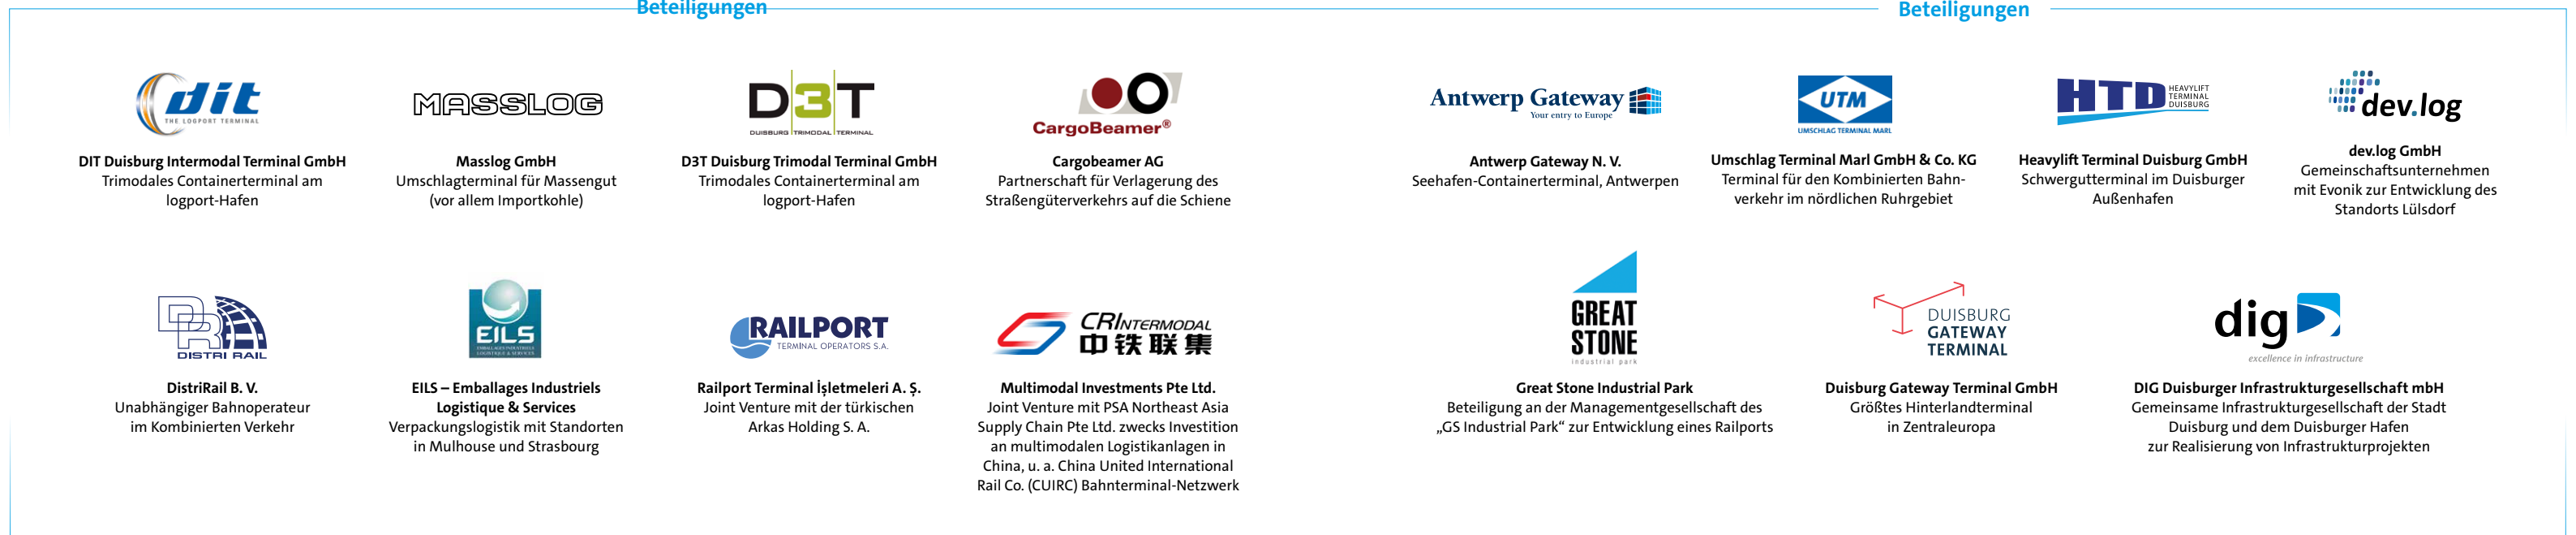 Beteiligungen
Beteiligungen
dit
THE LOGPORT TERMINAL
DIT Duisburg Intermodal Terminal GmbH
Trimodales Containerterminal am
logport-Hafen
MASSLOG
Masslog GmbH
Umschlagterminal für Massengut
(vor allem Importkohle)
D3T
DUISBURG TRIMODAL TERMINAL
D3T Duisburg Trimodal Terminal GmbH
Trimodales Containerterminal am
logport-Hafen
CargoBeamer®
Cargobeamer AG
Partnerschaft für Verlagerung des
Straßengüterverkehrs auf die Schiene
Antwerp Gateway
Your entry to Europe
Antwerp Gateway N. V.
Seehafen-Containerterminal, Antwerpen
UTM
UMSCHLAG TERMINAL MARL
Umschlag Terminal Marl GmbH & Co. KG
Terminal für den Kombinierten Bahn-
verkehr im nördlichen Ruhrgebiet
HTD
HEAVYLIFT
TERMINAL
DUISBURG
Heavylift Terminal Duisburg GmbH
Schwergutterminal im Duisburger
Außenhafen
dev.log
dev.log GmbH
Gemeinschaftsunternehmen
mit Evonik zur Entwicklung des
Standorts Lülsdorf
DR
DISTRI RAIL
DistriRail B. V.
Unabhängiger Bahnoperateur
im Kombinierten Verkehr
EILS
EMBALLAGES INDUSTRIELS
LOGISTIQUE & SERVICES
EILS – Emballages Industriels
Logistique & Services
Verpackungslogistik mit Standorten
in Mulhouse und Strasbourg
RAILPORT
TERMINAL OPERATORS S.A.
Railport Terminal İşletmeleri A. Ş.
Joint Venture mit der türkischen
Arkas Holding S. A.
CRINTERMODAL
中铁联集
Multimodal Investments Pte Ltd.
Joint Venture mit PSA Northeast Asia
Supply Chain Pte Ltd. zwecks Investition
an multimodalen Logistikanlagen in
China, u. a. China United International
Rail Co. (CUIRC) Bahnterminal-Netzwerk
GREAT
STONE
industrial park
Great Stone Industrial Park
Beteiligung an der Managementgesellschaft des
„GS Industrial Park“ zur Entwicklung eines Railports
DUISBURG
GATEWAY
TERMINAL
Duisburg Gateway Terminal GmbH
Größtes Hinterlandterminal
in Zentraleuropa
dig
excellence in infrastructure
DIG Duisburger Infrastrukturgesellschaft mbH
Gemeinsame Infrastrukturgesellschaft der Stadt
Duisburg und dem Duisburger Hafen
zur Realisierung von Infrastrukturprojekten